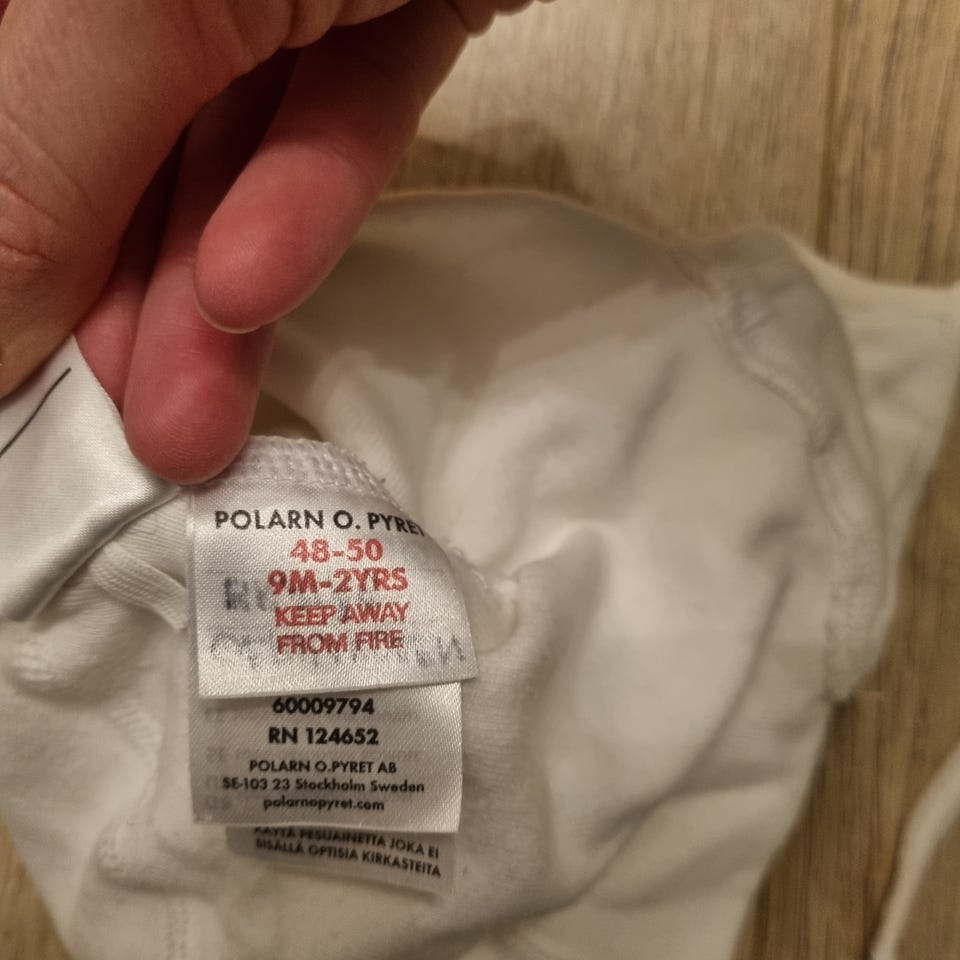 POLARN O. PYRET
48-50
9M-2YRS
KEEP AWAY
FROM FIRE
60009794
RN 124652
POLARN O.PYRET AB
SE-103 23 Stockholm Sweden
polarnopyret.com
KÄYTÄ PESUAINETTA JOKA EI
SISÄLLÄ OPTISIA KIRKASTEITA